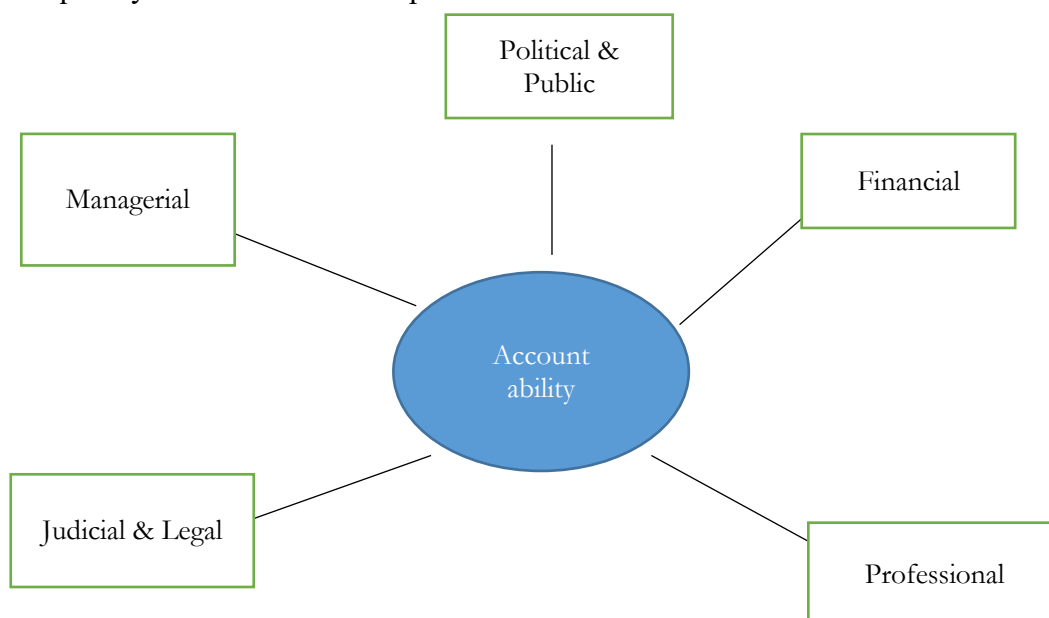 Political &
Public
Financial
Managerial
Account
ability
Judicial & Legal
Professional